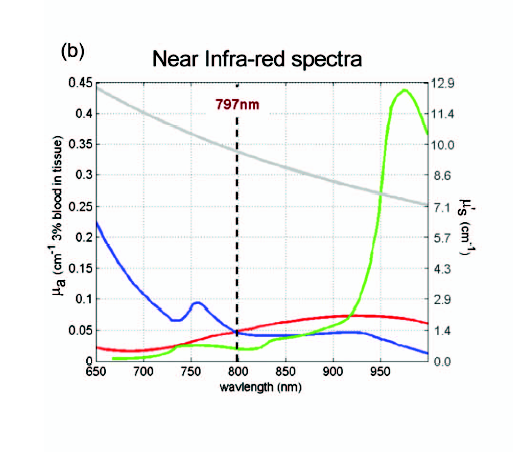 (b)
Near Infra-red spectra
0.45
0.4
0.35
0.3
0.25
0.2
0.15
0.1
0.05
0
μa (cm-1 3% blood in tissue)
797nm
12.9
11.4
10.0
8.6
7.1
5.7
4.3
2.9
1.4
0.0
μs' (cm-1)
650 700 750 800 850 900 950
wavlength (nm)